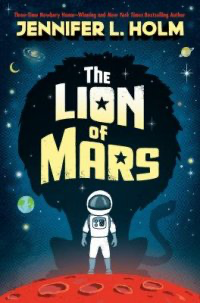 Three-Time Newbery Honor–Winning and New York Times Bestselling Author
JENNIFER L. HOLM
THE
LION
OF
MARS